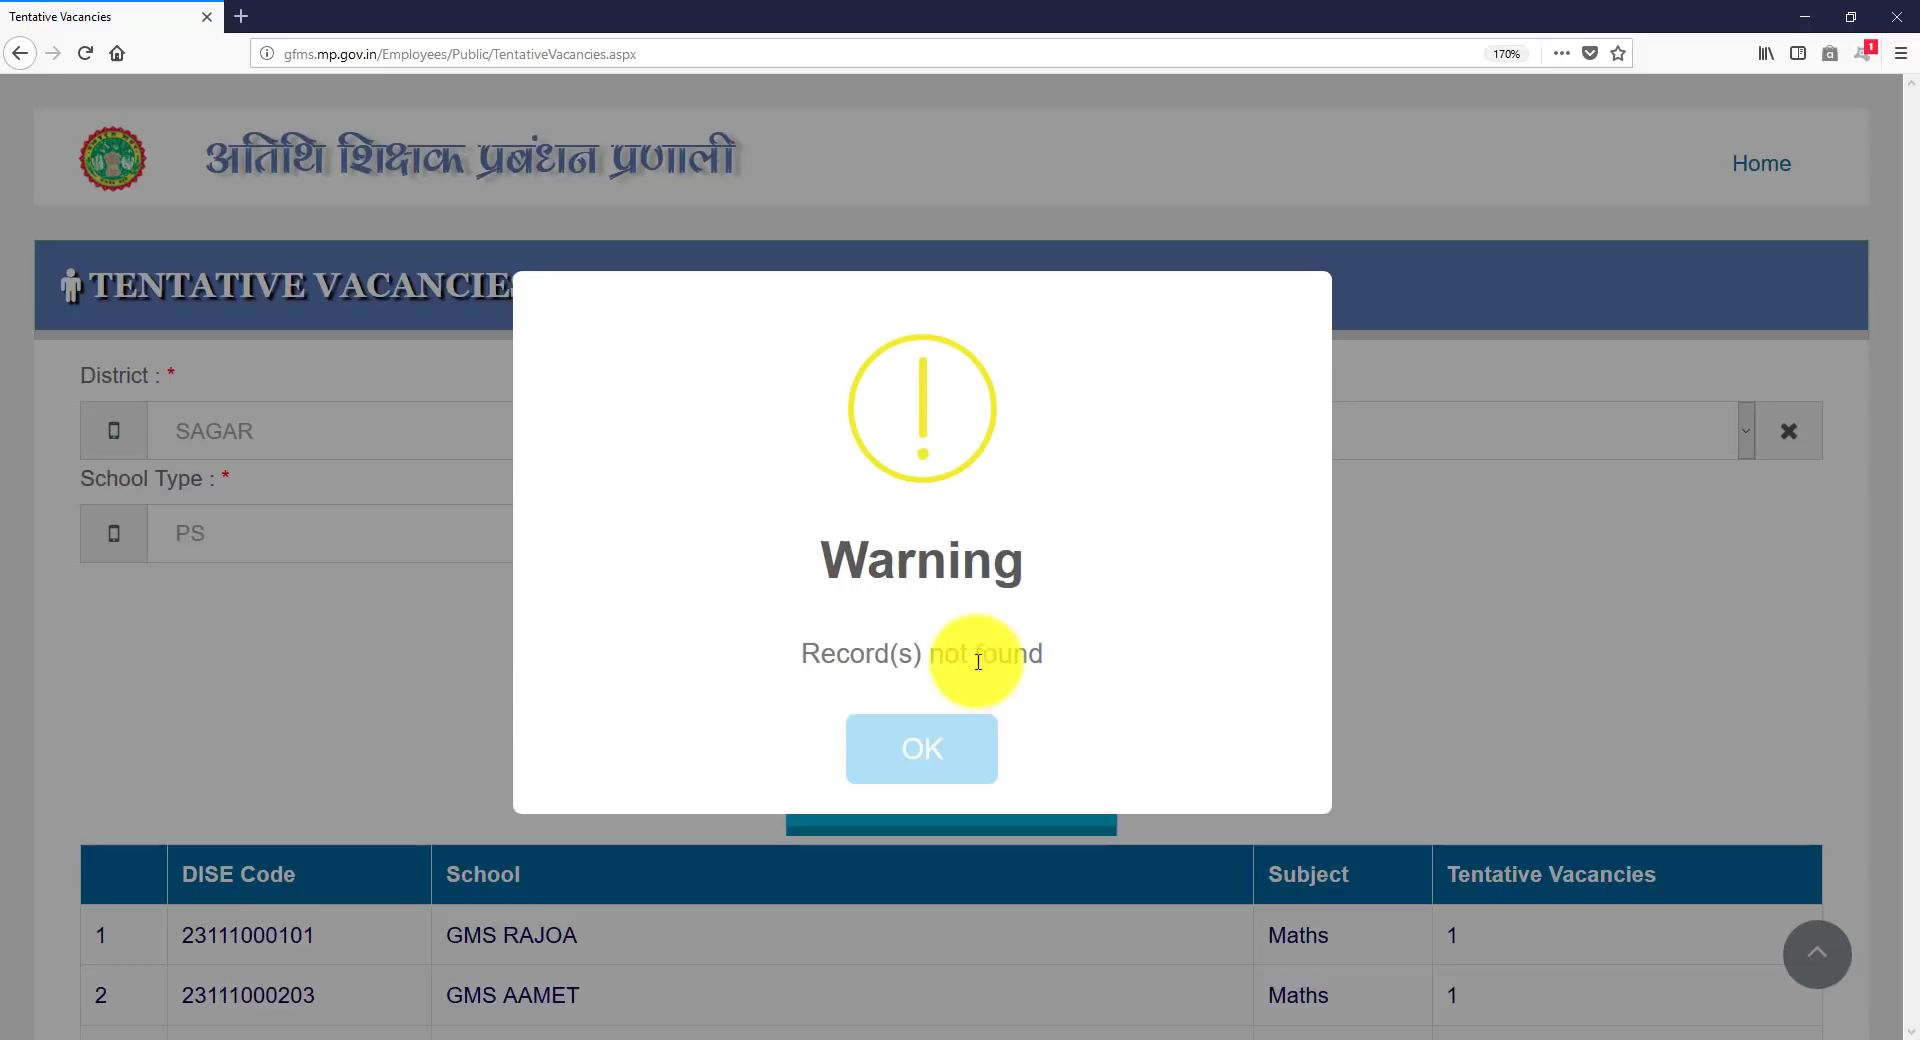 Tentative Vacancies
gfms.mp.gov.in/Employees/Public/TentativeVacancies.aspx
170%
1
अतिथि शिक्षक प्रबंधन प्रणाली
Home
TENTATIVE VACANCIES
District : *
SAGAR
School Type : *
PS
Warning
Record(s) not found
OK
DISE Code School Subject Tentative Vacancies
1 23111000101 GMS RAJOA Maths 1
2 23111000203 GMS AAMET Maths 1